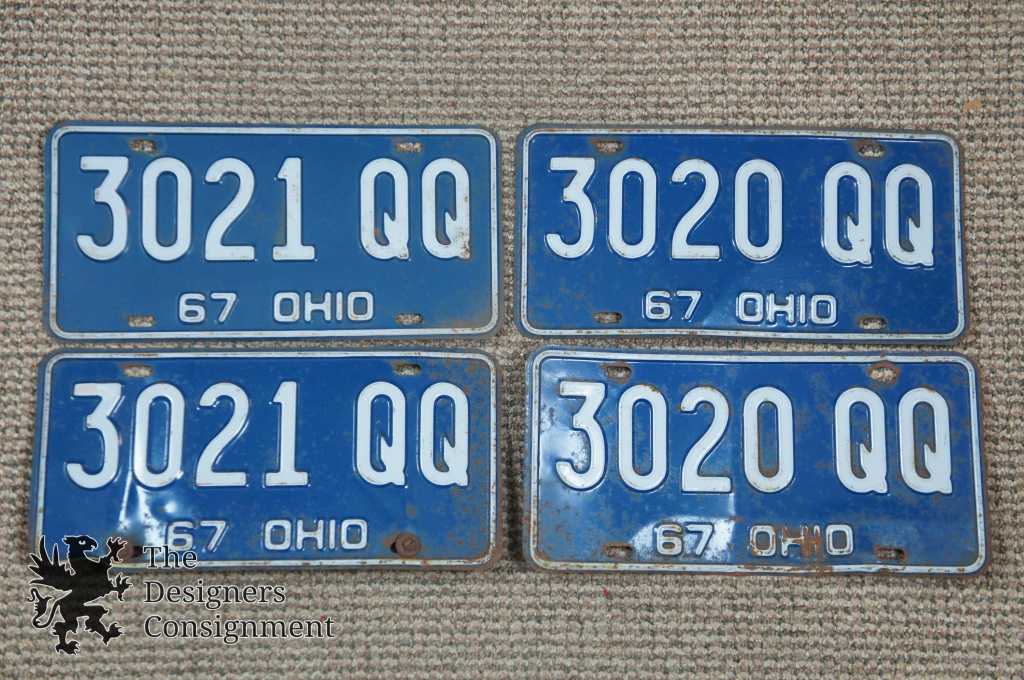 3021 QQ
67 OHIO
3020 QQ
67 OHIO
3021 QQ
67 OHIO
3020 QQ
67 OHIO
The
Designers
Consignment